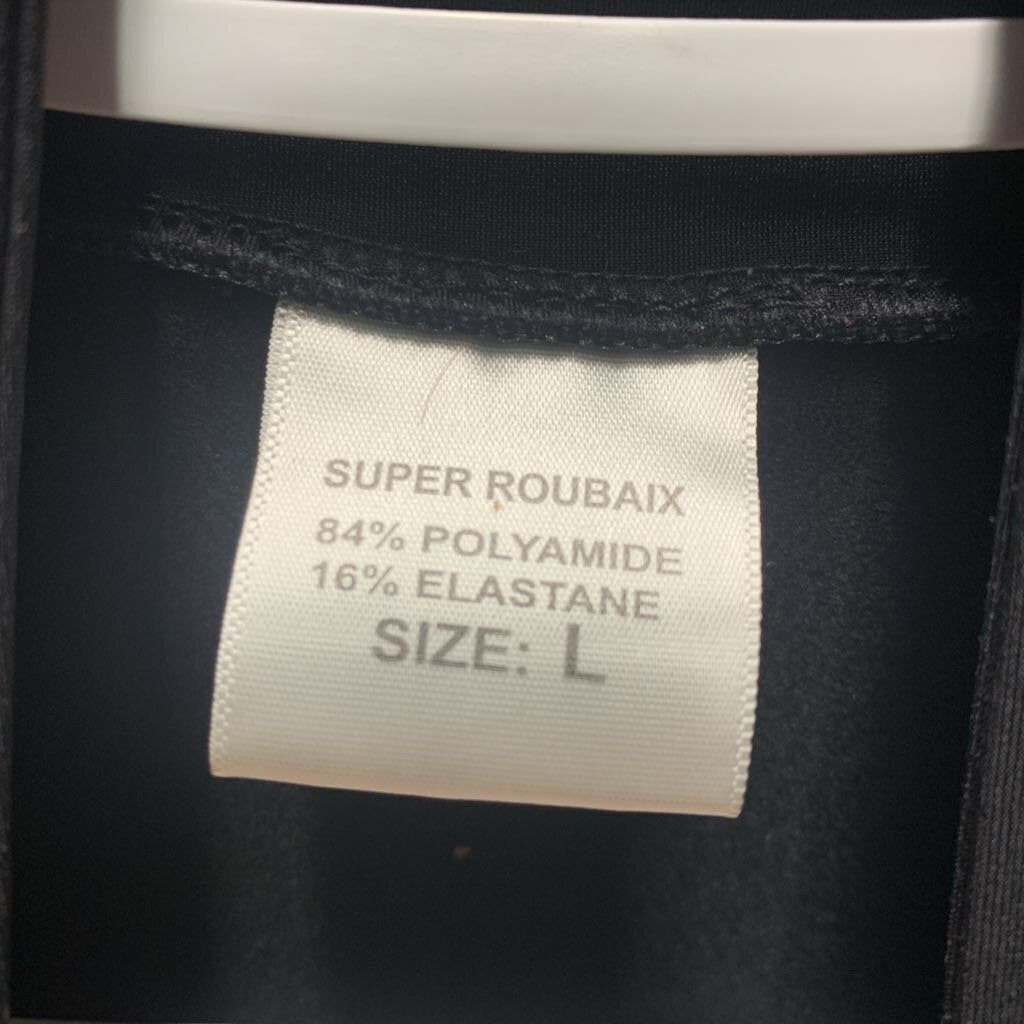 SUPER ROUBAIX
84% POLYAMIDE
16% ELASTANE
SIZE: L